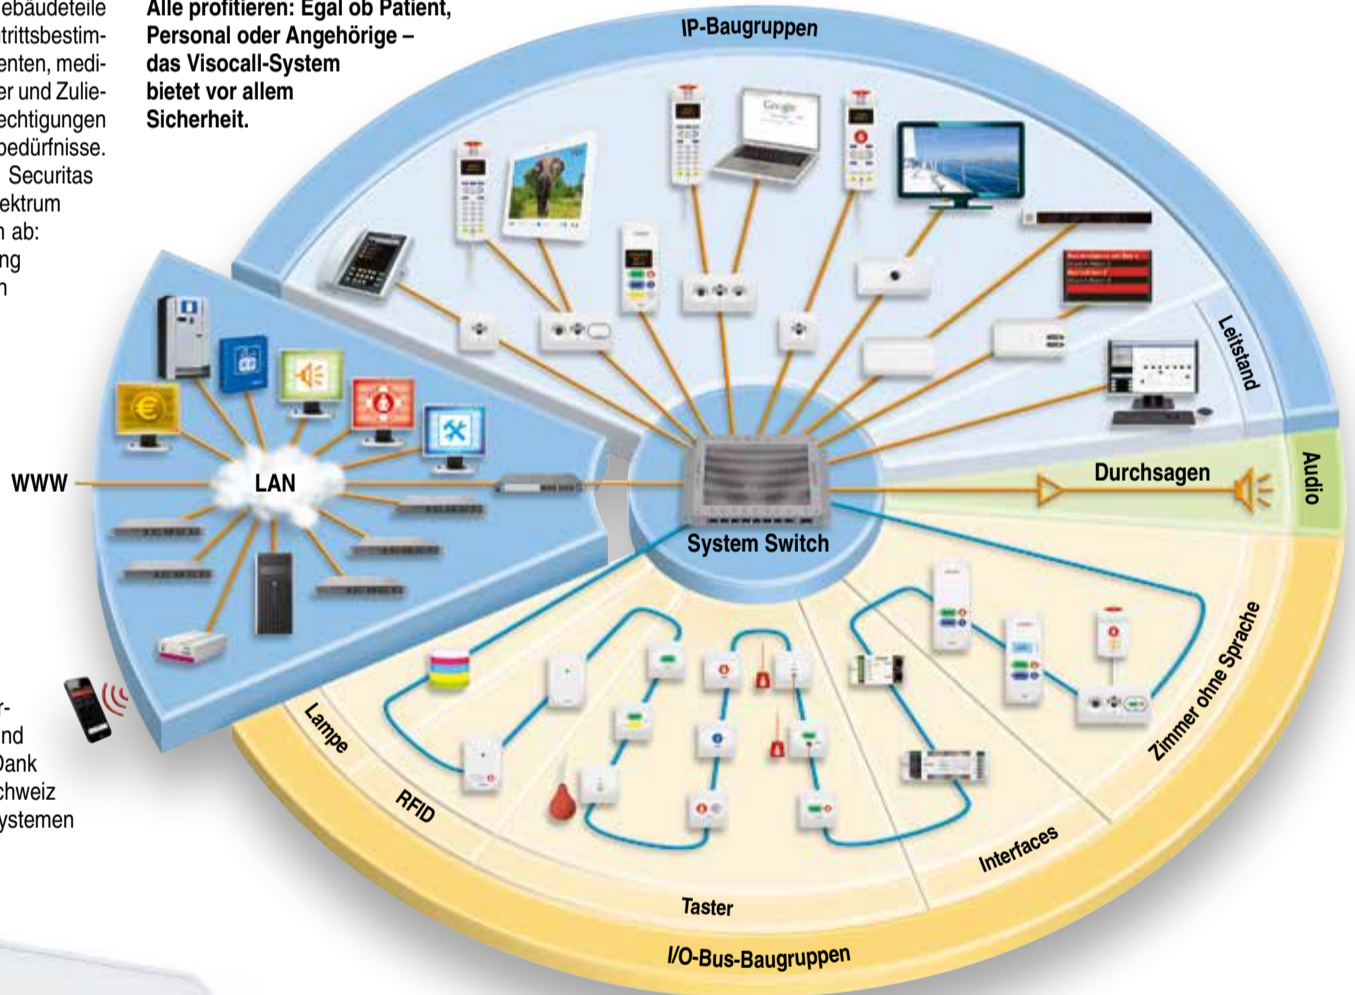 ebäudeteile
trittsbestim-
enten, medi-
er und Zulie-
echtigungen
bedürfnisse.
Securitas
ektrum
n ab:
ng
n
Alle profitieren: Egal ob Patient,
Personal oder Angehörige –
das Visocall-System
bietet vor allem
Sicherheit.
IP-Baugruppen
Google
Leitstand
Audio
Durchsagen
WWW
LAN
System Switch
Zimmer ohne Sprache
Lampe
RFID
Taster
Interfaces
I/O-Bus-Baugruppen
r-
nd
Dank
chweiz
ystemen